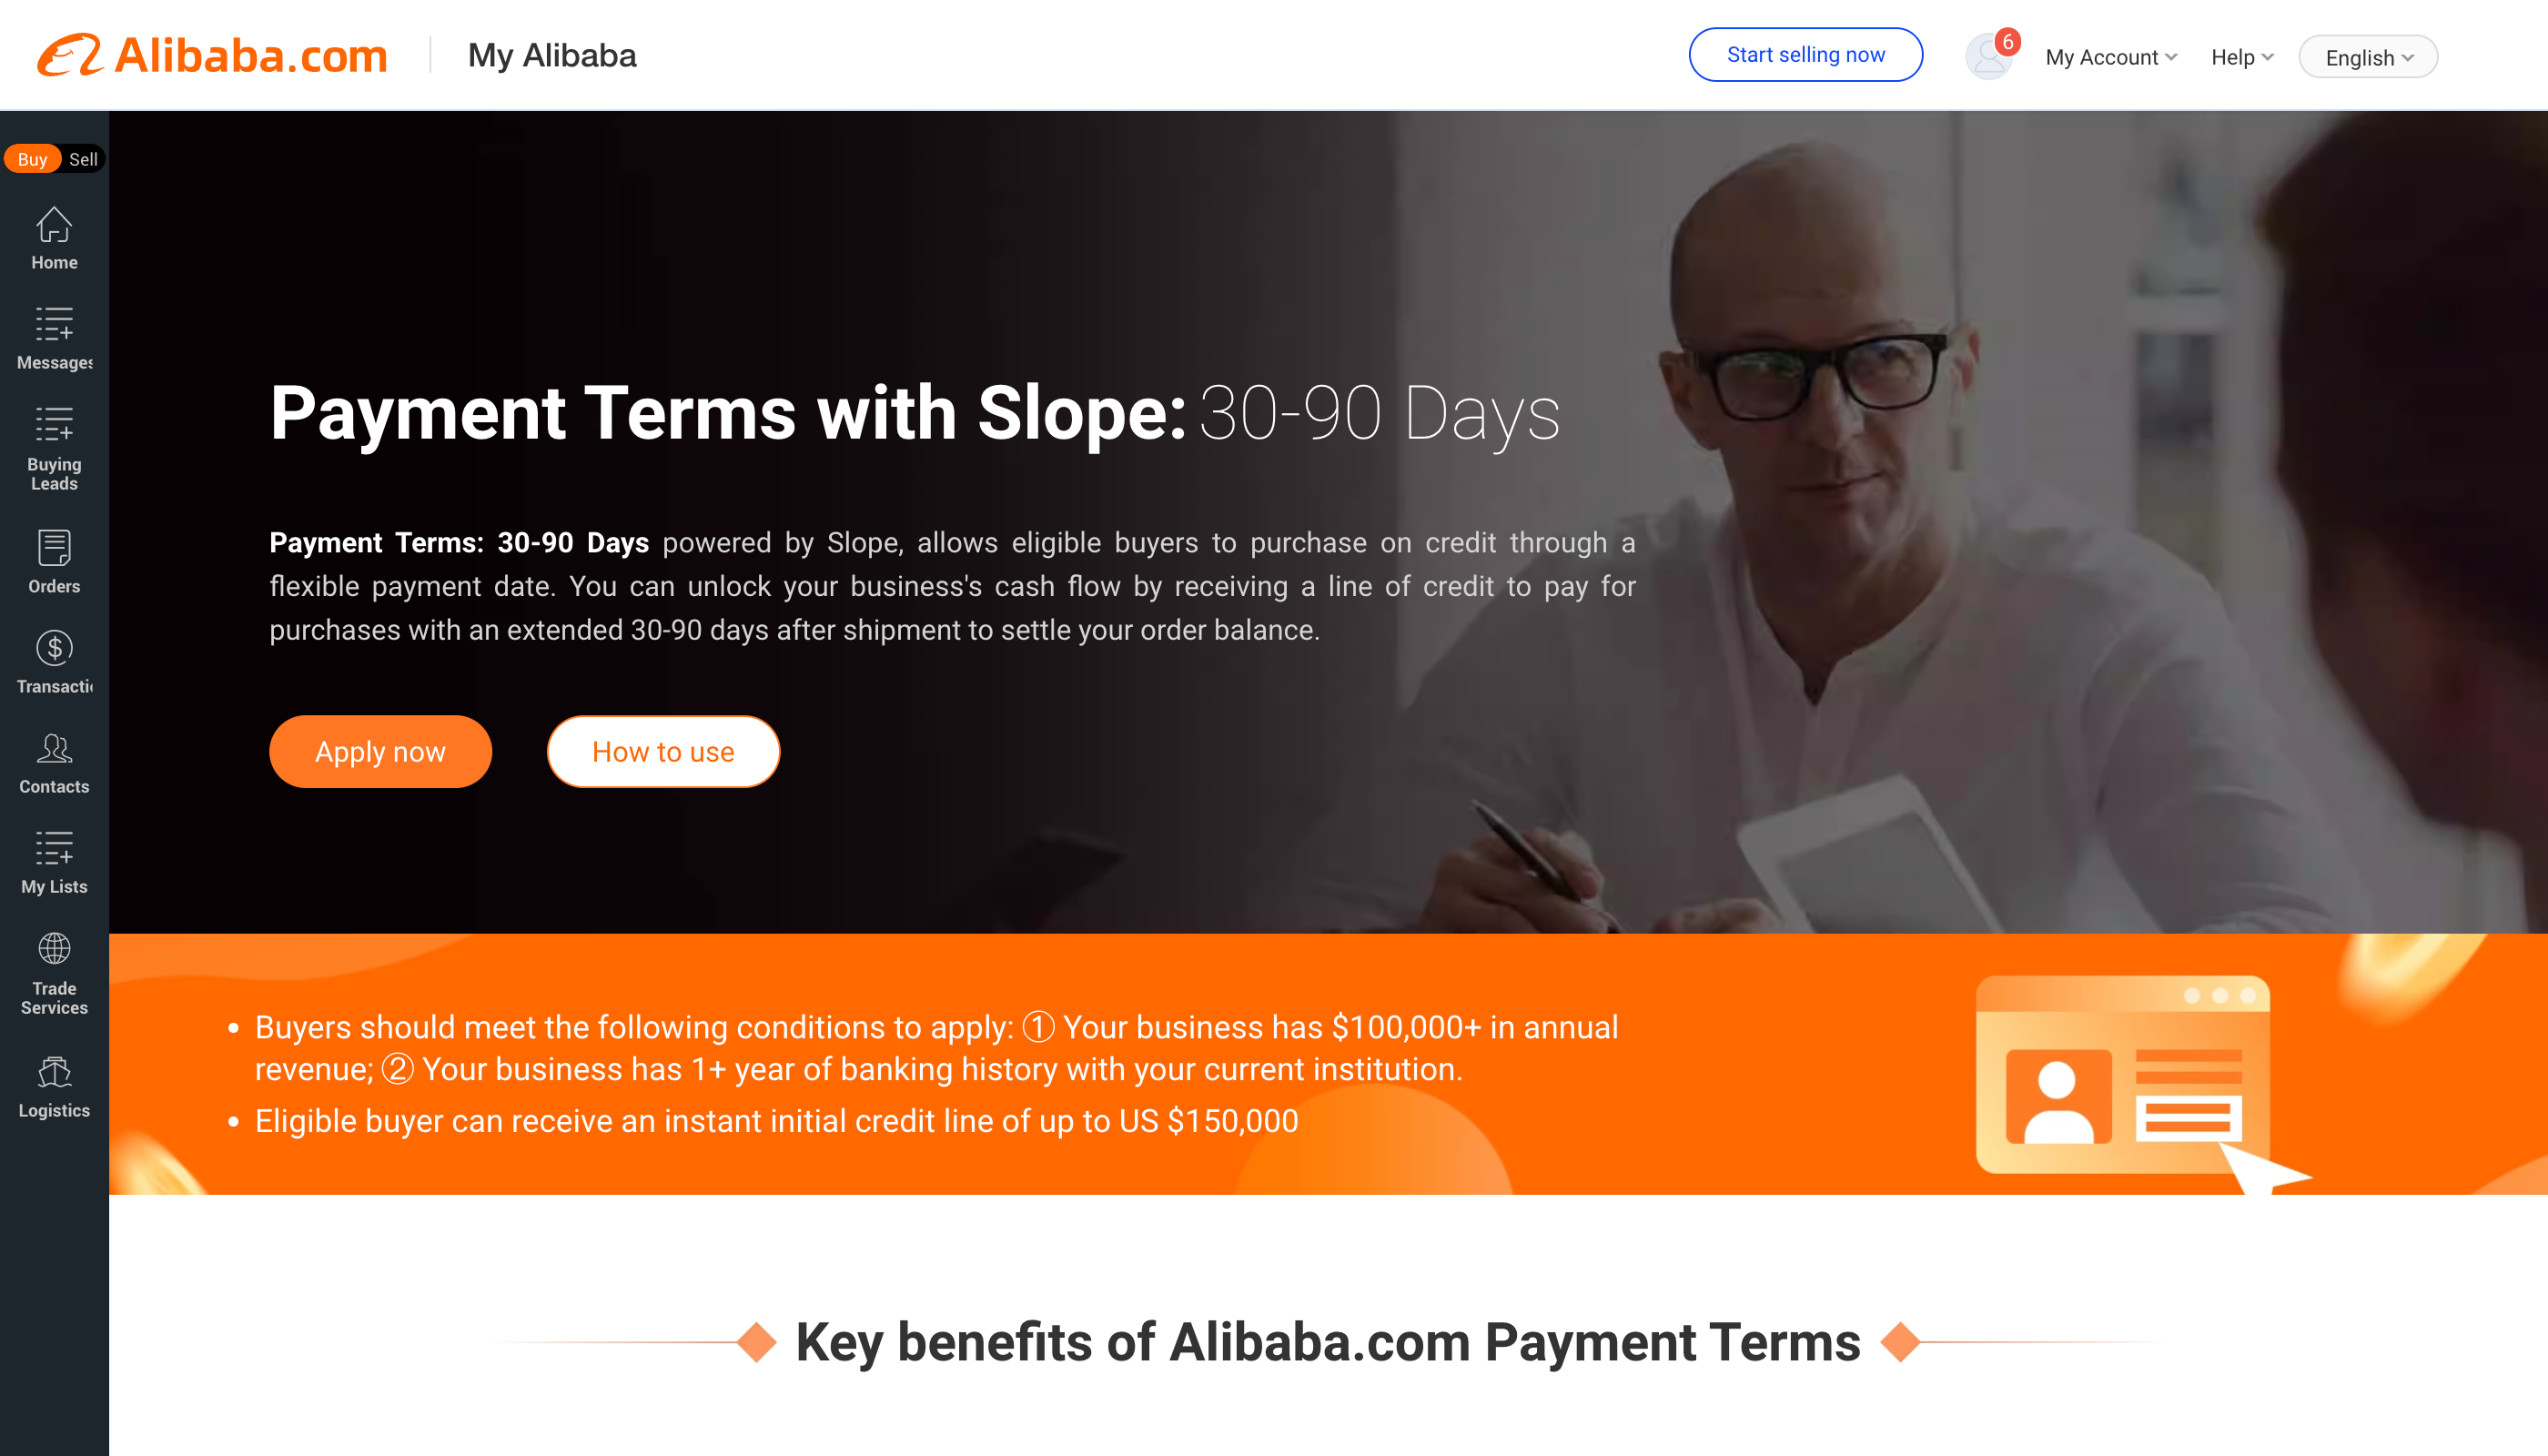 Alibaba.com
My Alibaba
Start selling now
6
My Account
Help
English
Buy
Sell
Home
Messages
Buying
Leads
Orders
Transacti
Contacts
My Lists
Trade
Services
Logistics
Payment Terms with Slope: 30-90 Days
Payment Terms: 30-90 Days powered by Slope, allows eligible buyers to purchase on credit through a
flexible payment date. You can unlock your business's cash flow by receiving a line of credit to pay for
purchases with an extended 30-90 days after shipment to settle your order balance.
Apply now
How to use
• Buyers should meet the following conditions to apply: ① Your business has $100,000+ in annual
revenue; ② Your business has 1+ year of banking history with your current institution.
• Eligible buyer can receive an instant initial credit line of up to US $150,000
Key benefits of Alibaba.com Payment Terms